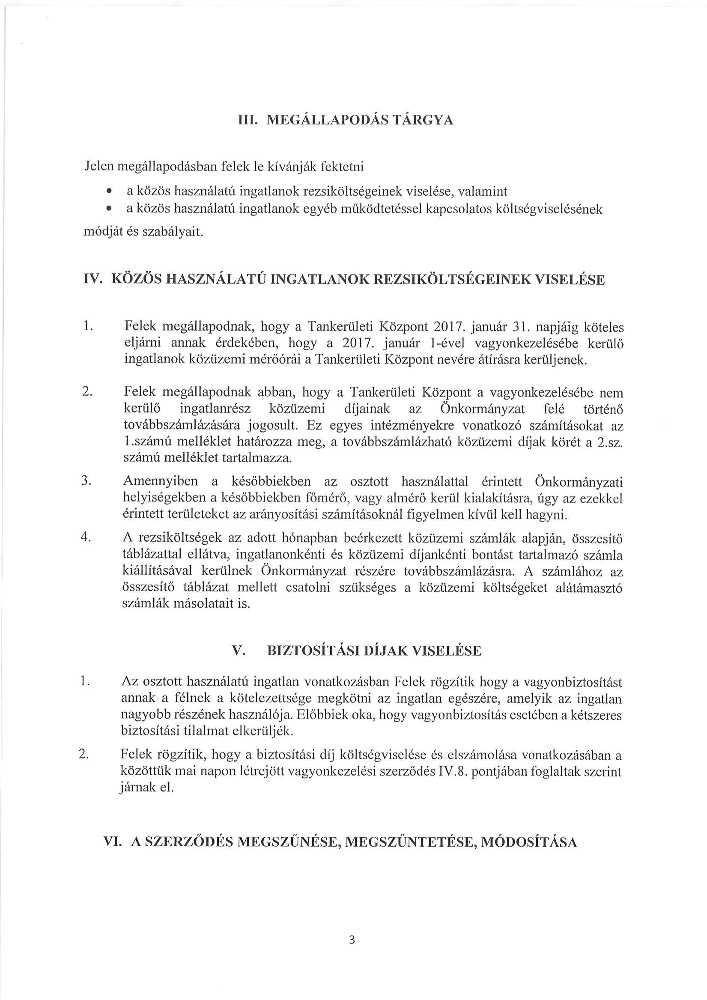 III. MEGÁLLAPODÁS TÁRGYA
Jelen megállapodásban felek le kívánják fektetni
• a közös használatú ingatlanok rezsiköltségeinek viselése, valamint
• a közös használatú ingatlanok egyéb működtetéssel kapcsolatos költségviselésének
módját és szabályait.
IV. KÖZÖS HASZNÁLATÚ INGATLANOK REZSIKÖLTSÉGEINEK VISELÉSE
1. Felek megállapodnak, hogy a Tankerületi Központ 2017. január 31. napjáig köteles
eljárni annak érdekében, hogy a 2017. január 1-ével vagyonkezelésébe kerülő
ingatlanok közüzemi mérőórái a Tankerületi Központ nevére átírásra kerüljenek.
2. Felek megállapodnak abban, hogy a Tankerületi Központ a vagyonkezelésébe nem
kerülő ingatlanrész közüzemi díjainak az Önkormányzat felé történő
továbbszámlázására jogosult. Ez egyes intézményekre vonatkozó számításokat az
1.számú melléklet határozza meg, a továbbszámlázható közüzemi díjak körét a 2.sz.
számú melléklet tartalmazza.
3. Amennyiben a későbbiekben az osztott használattal érintett Önkormányzati
helyiségekben a későbbiekben főmérő, vagy almérő kerül kialakításra, úgy az ezekkel
érintett területeket az arányosítási számításoknál figyelmen kívül kell hagyni.
4. A rezsiköltségek az adott hónapban beérkezett közüzemi számlák alapján, összesítő
táblázattal ellátva, ingatlanonkénti és közüzemi díjankénti bontást tartalmazó számla
kiállításával kerülnek Önkormányzat részére továbbszámlázásra. A számlához az
összesítő táblázat mellett csatolni szükséges a közüzemi költségeket alátámasztó
számlák másolatait is.
V. BIZTOSÍTÁSI DÍJAK VISELÉSE
1. Az osztott használatú ingatlan vonatkozásban Felek rögzítik hogy a vagyonbiztosítást
annak a félnek a kötelezettsége megkötni az ingatlan egészére, amelyik az ingatlan
nagyobb részének használója. Előbbiek oka, hogy vagyonbiztosítás esetében a kétszeres
biztosítási tilalmat elkerüljék.
2. Felek rögzítik, hogy a biztosítási díj költségviselése és elszámolása vonatkozásában a
közöttük mai napon létrejött vagyonkezelési szerződés IV.8. pontjában foglaltak szerint
járnak el.
VI. A SZERZŐDÉS MEGSZŰNÉSE, MEGSZŰNTETÉSE, MÓDOSÍTÁSA
3